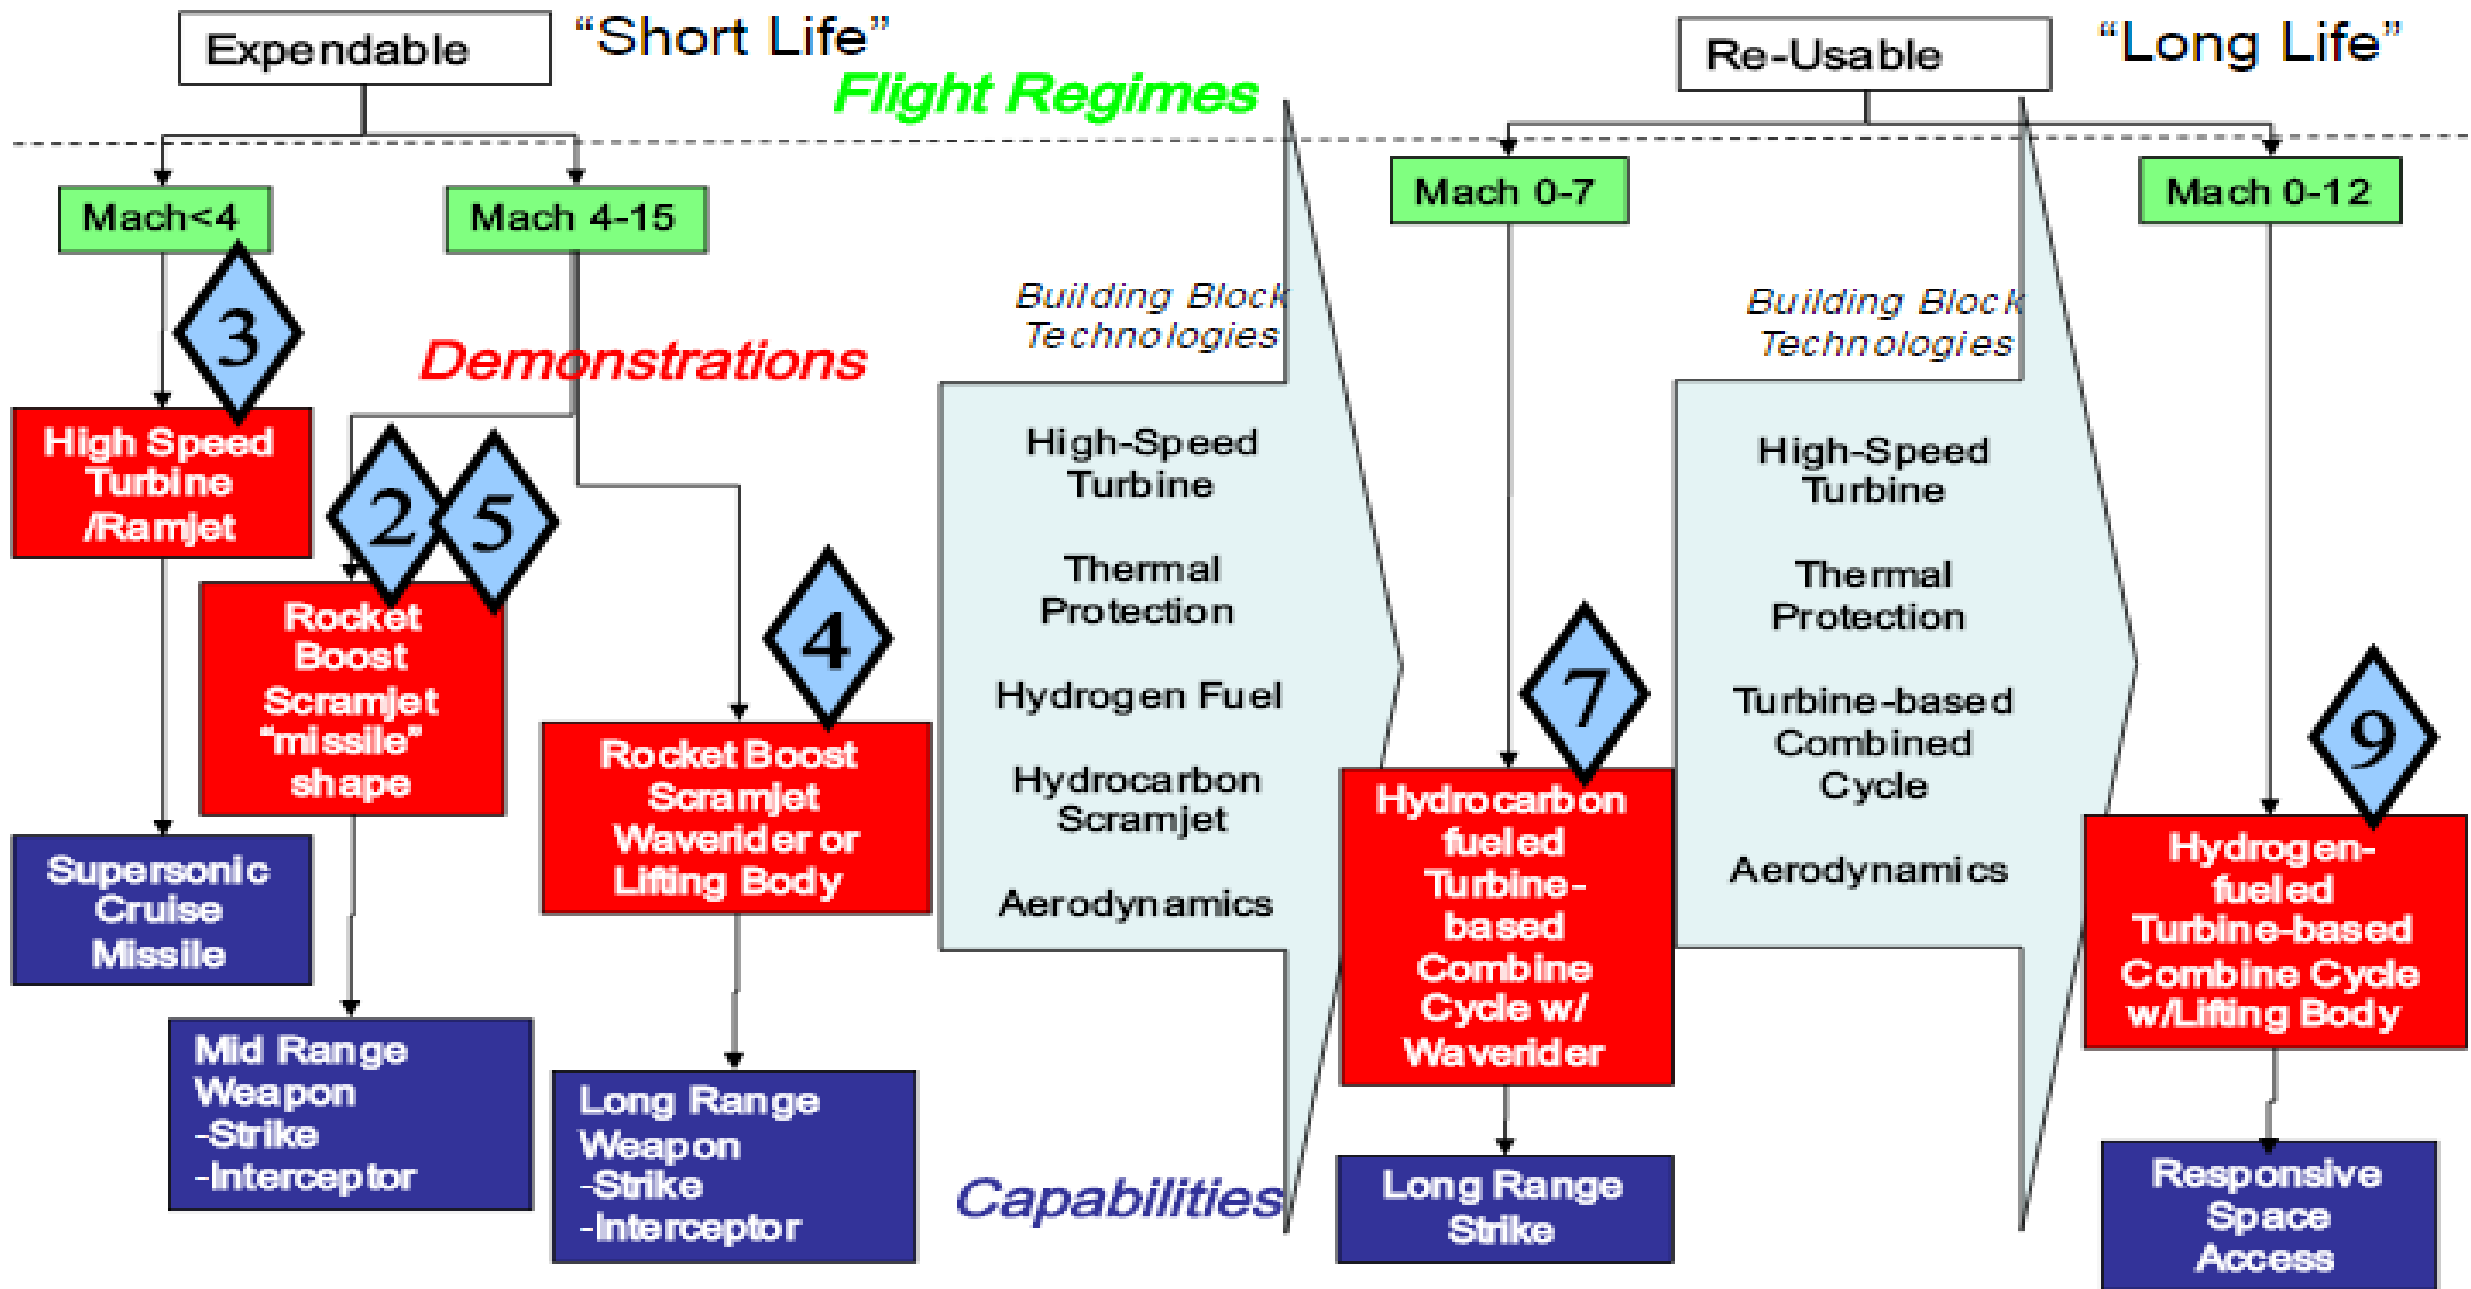 Expendable
“Short Life”
Re-Usable
“Long Life”
Flight Regimes
Mach<4
Mach 4-15
Mach 0-7
Mach 0-12
3
Demonstrations
High Speed
Turbine
/Ramjet
2
5
Rocket
Boost
Scramjet
“missile”
shape
4
Rocket Boost
Scramjet
Waverider or
Lifting Body
Supersonic
Cruise
Missile
Mid Range
Weapon
-Strike
-Interceptor
Long Range
Weapon
-Strike
-Interceptor
Building Block
Technologies
High-Speed
Turbine
Thermal
Protection
Hydrogen Fuel
Hydrocarbon
Scramjet
Aerodynamics
Capabilities
7
Hydrocarbon
fueled
Turbine-
based
Combine
Cycle w/
Waverider
Long Range
Strike
Building Block
Technologies
High-Speed
Turbine
Thermal
Protection
Turbine-based
Combined
Cycle
Aerodynamics
9
Hydrogen-
fueled
Turbine-based
Combine Cycle
w/Lifting Body
Responsive
Space
Access